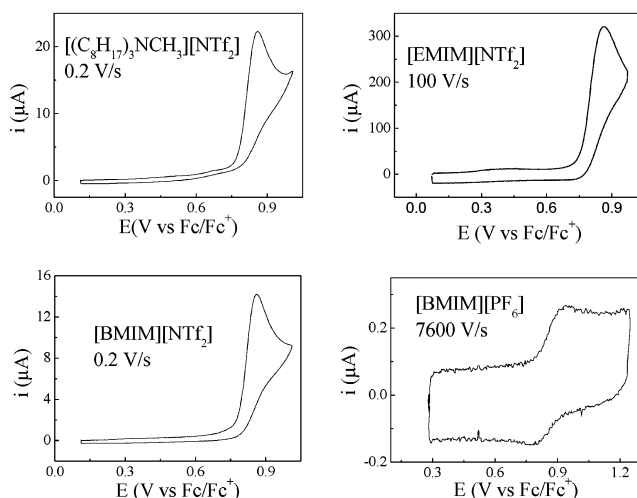 [(C8H17)3NCH3][NTf2]
0.2 V/s
20
10
0
i (μA)
0.3 0.6 0.9
E(V vs Fc/Fc+)
[EMIM][NTf2]
100 V/s
300
200
100
0
i (μA)
0.0 0.3 0.6 0.9
E (V vs Fc/Fc+)
[BMIM][NTf2]
0.2 V/s
16
12
8
4
0
i (μA)
0.3 0.6 0.9
E (V vs Fc/Fc+)
[BMIM][PF6]
7600 V/s
0.2
0.0
-0.2
i (μA)
0.3 0.6 0.9 1.2
E (V vs Fc/Fc+)